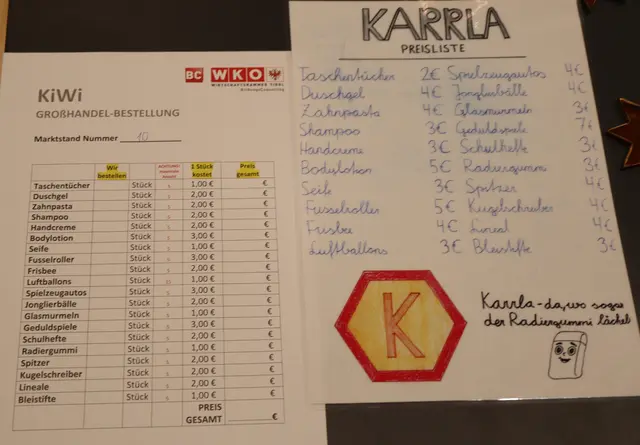 BC WKO
WIRTSCHAFTSKAMMER TIROL
KiWi
GROßHANDEL-BESTELLUNG
Marktstand Nummer 10
Wir bestellen 1 Stück kostet Preis gesamt
Taschentücher Stück 1,00 € €
Duschgel Stück 2,00 € €
Zahnpasta Stück 2,00 € €
Shampoo Stück 2,00 € €
Handcreme Stück 2,00 € €
Bodylotion Stück 3,00 € €
Seife Stück 1,00 € €
Fusselroller Stück 3,00 € €
Frisbee Stück 2,00 € €
Luftballons Stück 1,00 € €
Spielzeugautos Stück 3,00 € €
Jonglierbälle Stück 2,00 € €
Glasmurmeln Stück 1,00 € €
Geduldspiele Stück 3,00 € €
Schulhefte Stück 2,00 € €
Radiergummi Stück 1,00 € €
Spitzer Stück 2,00 € €
Kugelschreiber Stück 2,00 € €
Lineale Stück 2,00 € €
Bleistifte Stück 1,00 € €
PREIS
GESAMT €
KARRLA
PREISLISTE
Taschentücher 2€ Spielzeugautos 4€
Duschgel 4€ Jonglierbälle 4€
Zahnpasta 4€ Glasmurmeln 3€
Shampoo 3€ Geduldspiele 7€
Handcreme 3€ Schulhefte 3€
Bodylotion 5€ Radiergummi 3€
Seife 3€ Spitzer 4€
Fusselroller 5€ Kugelschreiber 4€
Frisbe 4€ Lineal 4€
Luftballons 3€ Bleistifte 3€
K
Karrla - da, wo sogar
der Radiergummi lächelt